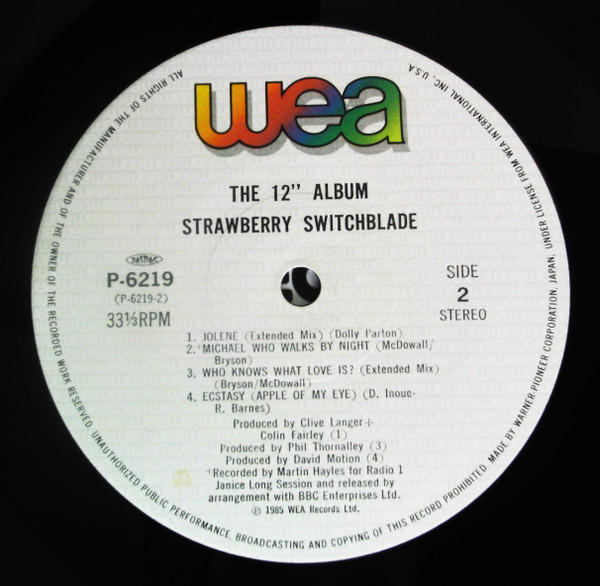 wea
THE 12” ALBUM
STRAWBERRY SWITCHBLADE
JASRAC
P-6219
(P-6219-2)
33⅓RPM
SIDE
2
STEREO
1. JOLENE (Extended Mix) (Dolly Parton)
2.+MICHAEL WHO WALKS BY NIGHT (McDowall/
Bryson)
3. WHO KNOWS WHAT LOVE IS? (Extended Mix)
(Bryson/McDowall)
4. ECSTASY (APPLE OF MY EYE) (D. Inoue-
R. Barnes)
Produced by Clive Langer+
Colin Fairley (1)
Produced by Phil Thornalley (3)
Produced by David Motion (4)
+Recorded by Martin Hayles for Radio 1
Janice Long Session and released by
arrangement with BBC Enterprises Ltd.
℗ 1985 WEA Records Ltd.
ALL RIGHTS OF THE MANUFACTURER AND OF THE OWNER OF THE RECORDED WORK RESERVED. UNAUTHORIZED PUBLIC PERFORMANCE, BROADCASTING AND COPYING OF THIS RECORD PROHIBITED. MADE BY WARNER-PIONEER CORPORATION, JAPAN, UNDER LICENSE FROM WEA INTERNATIONAL INC., U.S.A